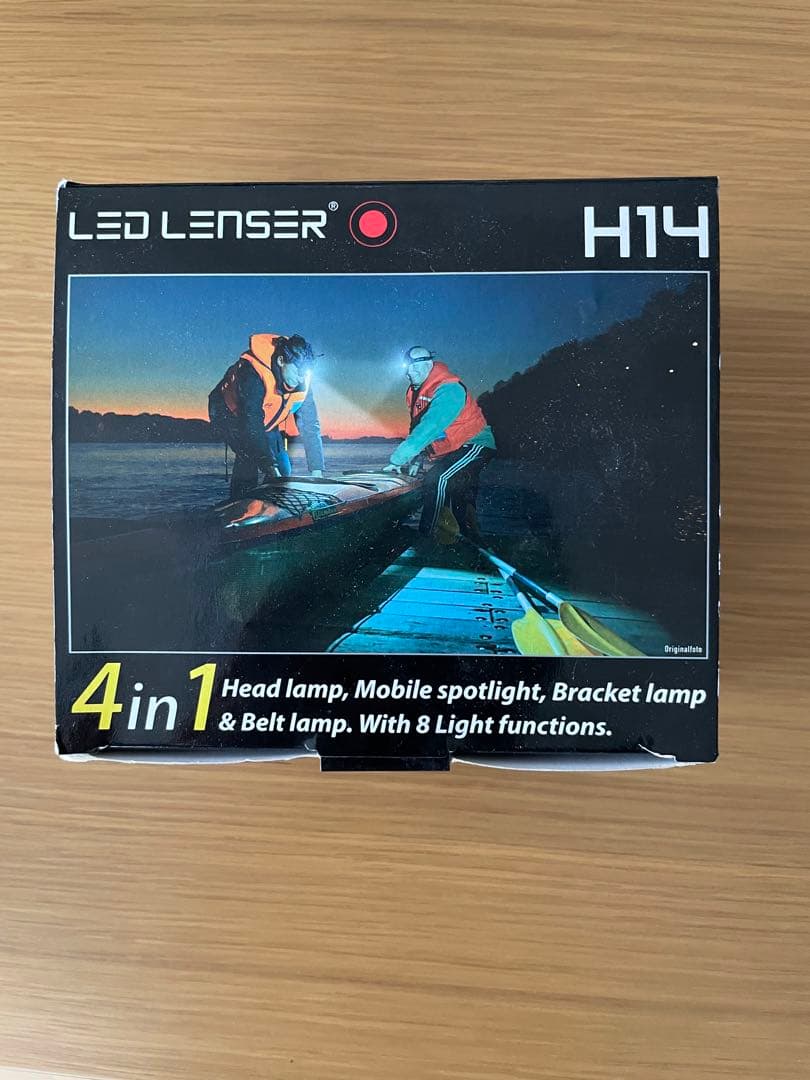 LED LENSER®
H14
Originalfoto
4in1 Head lamp, Mobile spotlight, Bracket lamp
& Belt lamp. With 8 Light functions.